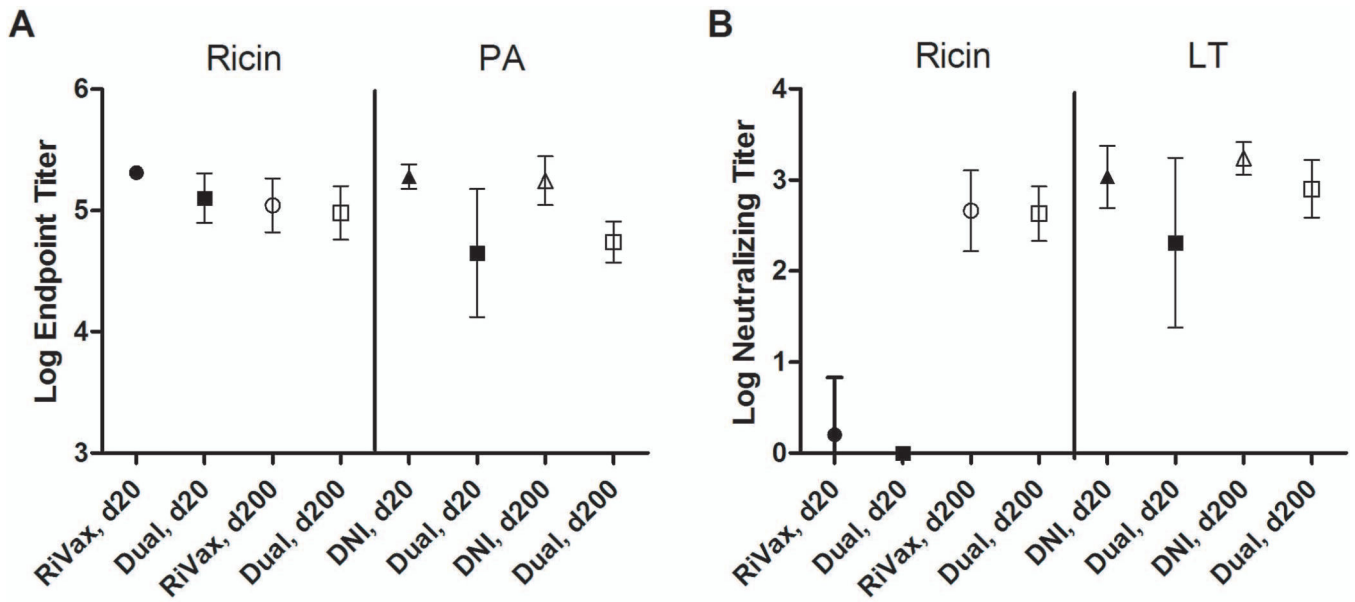 A
Ricin
PA
Log Endpoint Titer
6
5
4
3
RiVax, d20
Dual, d20
RiVax, d200
Dual, d200
DNI, d20
Dual, d20
DNI, d200
Dual, d200
B
Ricin
LT
Log Neutralizing Titer
4
3
2
1
0
RiVax, d20
Dual, d20
RiVax, d200
Dual, d200
DNI, d20
Dual, d20
DNI, d200
Dual, d200